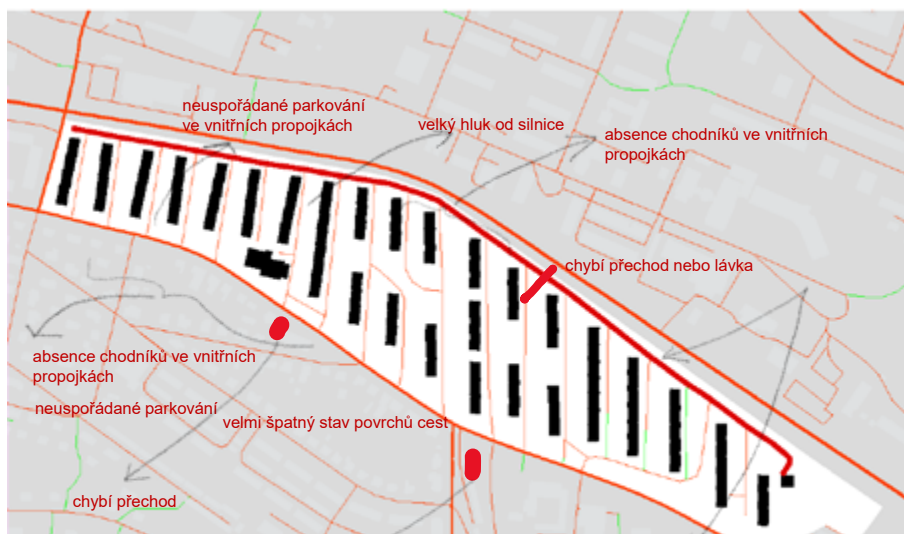 neuspořádané parkování
ve vnitřních propojkách
velký hluk od silnice
absence chodníků ve vnitřních
propojkách
chybí přechod nebo lávka
absence chodníků ve vnitřních
propojkách
neuspořádané parkování
velmi špatný stav povrchů cest
chybí přechod